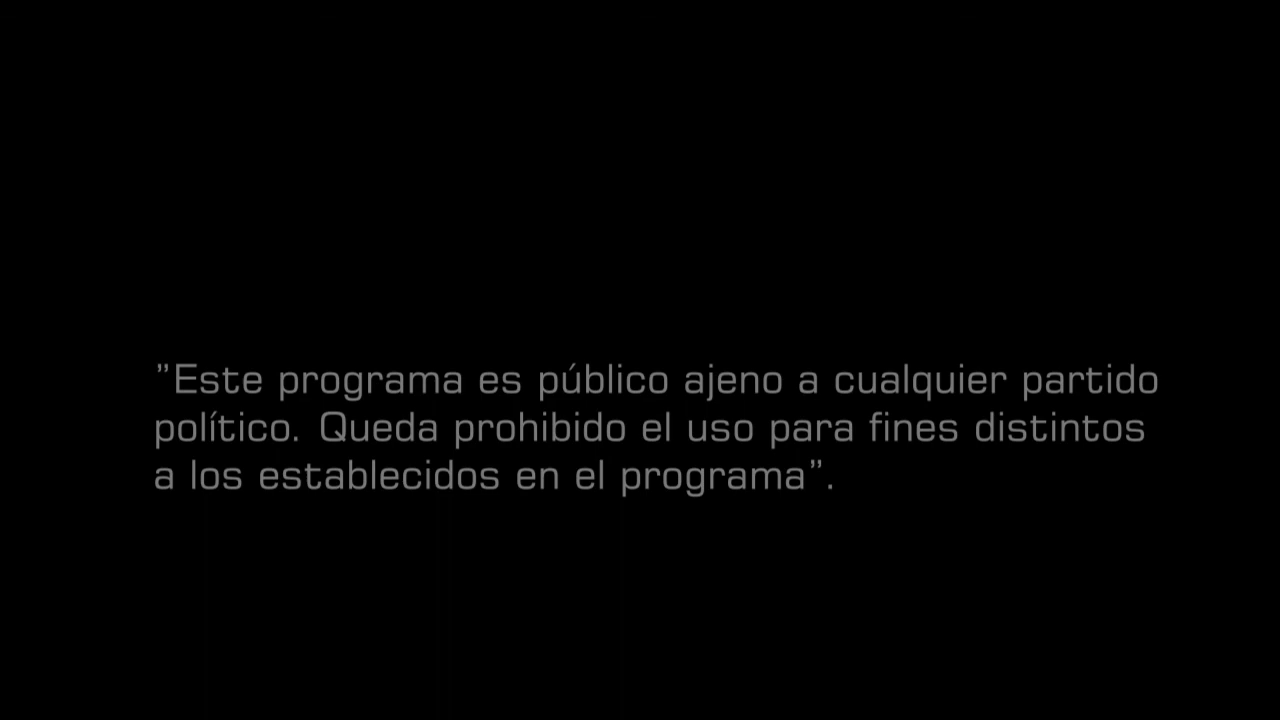 ”Este programa es público ajeno a cualquier partido
político. Queda prohibido el uso para fines distintos
a los establecidos en el programa”.